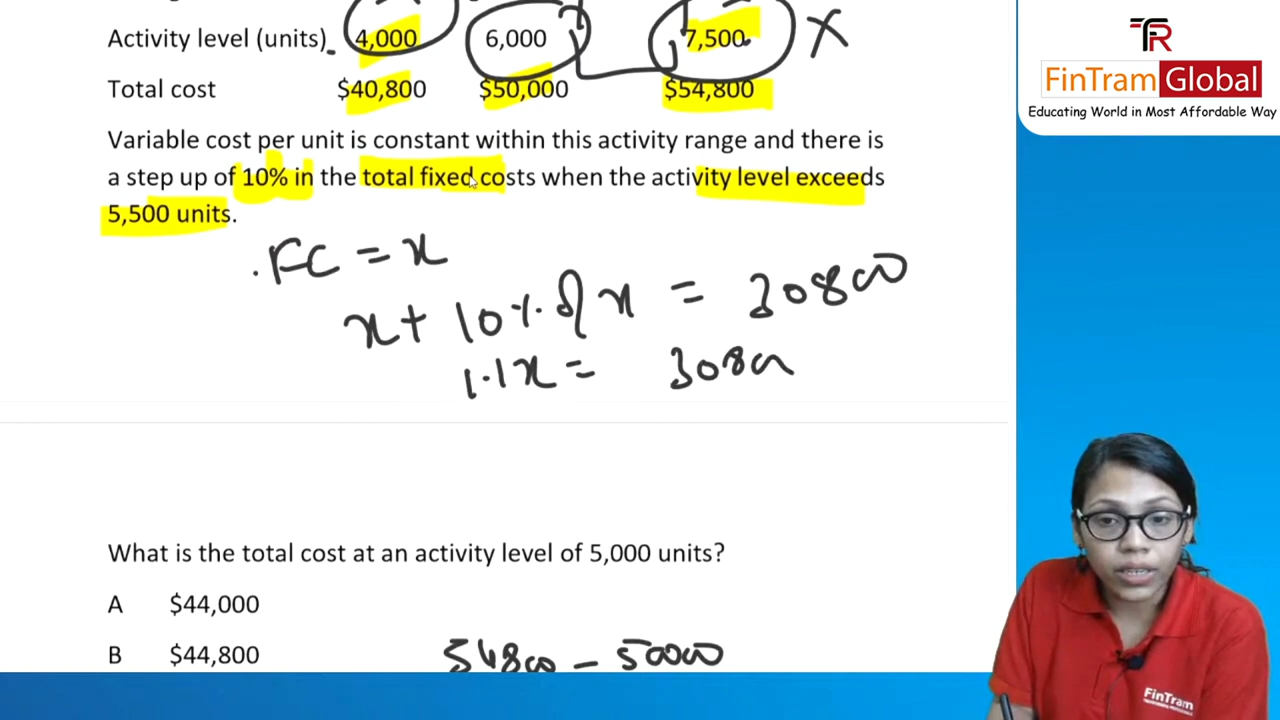 Activity level (units) 4,000 6,000 7,500 X
Total cost $40,800 $50,000 $54,800
Variable cost per unit is constant within this activity range and there is
a step up of 10% in the total fixed costs when the activity level exceeds
5,500 units.
FC = x
x + 10% of x = 30800
1.1x = 3080
What is the total cost at an activity level of 5,000 units?
A $44,000
B $44,800
54800 - 50000
TR
FinTram Global
Educating World in Most Affordable Way
FinTram